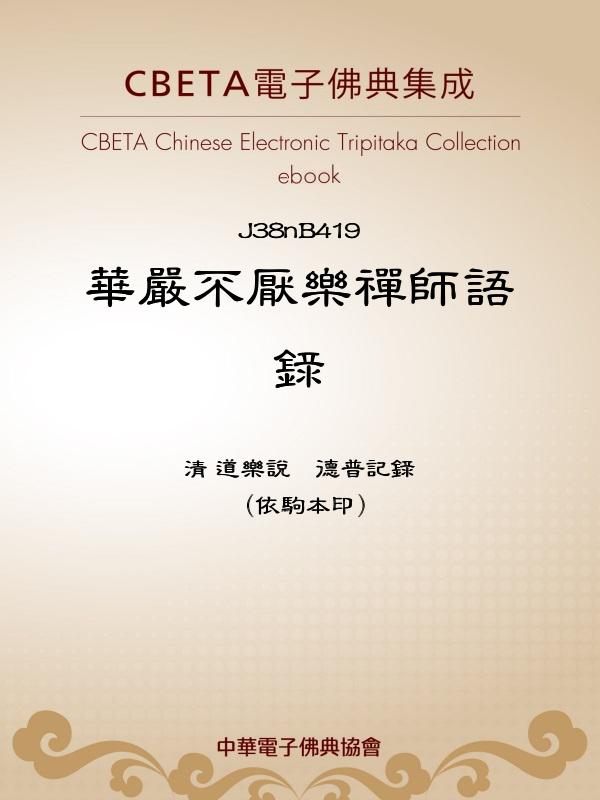 CBETA電子佛典集成
CBETA Chinese Electronic Tripitaka Collection
ebook
J38nB419
華嚴不厭樂禪師語
錄
清 道樂說　德普記錄
（依駒本印）
中華電子佛典協會